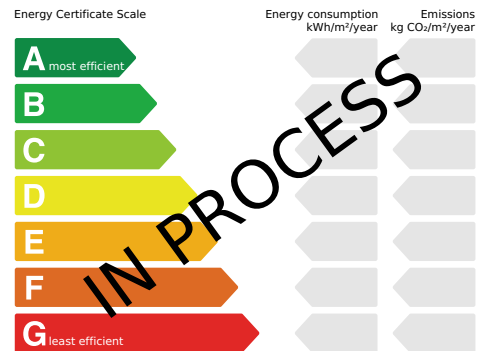 Energy Certificate Scale
Energy consumption
kWh/m²/year
Emissions
kg CO₂/m²/year
A most efficient
B
C
D
E
F
G least efficient
IN PROCESS